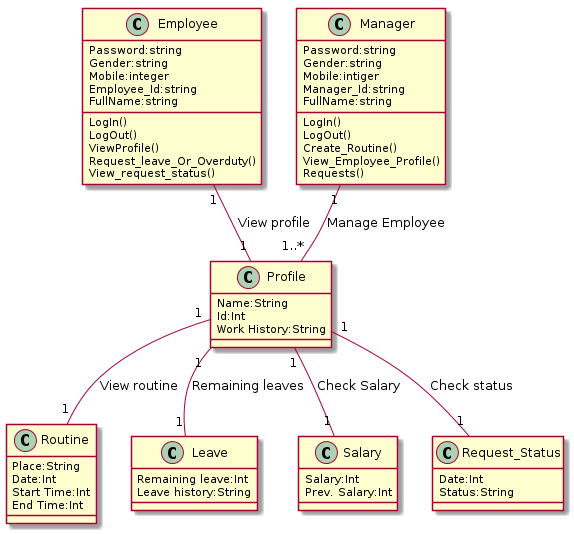 C Employee
Password:string
Gender:string
Mobile:integer
Employee_Id:string
FullName:string
LogIn()
LogOut()
ViewProfile()
Request_leave_Or_Overduty()
View_request_status()
C Manager
Password:string
Gender:string
Mobile:intiger
Manager_Id:string
FullName:string
LogIn()
LogOut()
Create_Routine()
View_Employee_Profile()
Requests()
1
View profile
1
1
Manage Employee
1..*
C Profile
Name:String
Id:Int
Work History:String
1
View routine
1
1
Remaining leaves
1
1
Check Salary
1
1
Check status
1
C Routine
Place:String
Date:Int
Start Time:Int
End Time:Int
C Leave
Remaining leave:Int
Leave history:String
C Salary
Salary:Int
Prev. Salary:Int
C Request_Status
Date:Int
Status:String